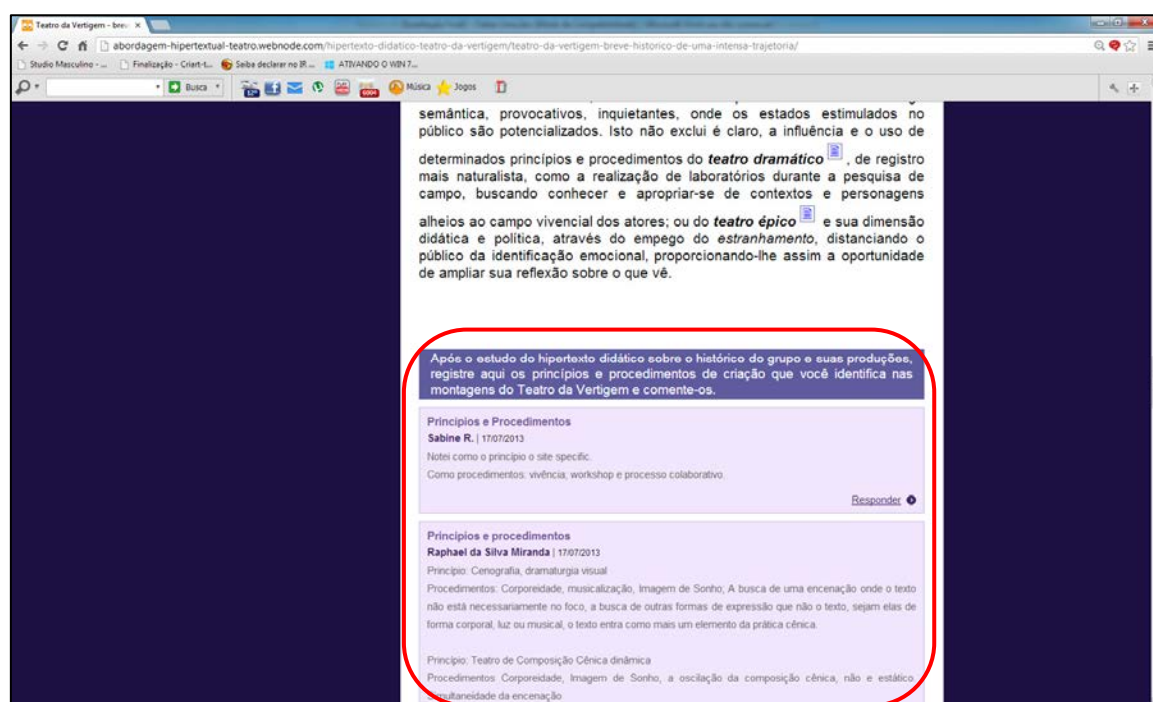 Teatro da Vertigem - brev
abordagem-hipertextual-teatro.webnode.com/hipertexto-didatico-teatro-da-vertigem/teatro-da-vertigem-breve-historico-de-uma-intensa-trajetoria/
Studio Masculino - ... Finalização - Criart-t... Saiba declarar no IR ... ATIVANDO O WIN 7...
Busca Música Jogos
semântica, provocativos, inquietantes, onde os estados estimulados no
público são potencializados. Isto não exclui é claro, a influência e o uso de
determinados princípios e procedimentos do teatro dramático , de registro
mais naturalista, como a realização de laboratórios durante a pesquisa de
campo, buscando conhecer e apropriar-se de contextos e personagens
alheios ao campo vivencial dos atores; ou do teatro épico e sua dimensão
didática e política, através do empego do estranhamento, distanciando o
público da identificação emocional, proporcionando-lhe assim a oportunidade
de ampliar sua reflexão sobre o que vê.
Após o estudo do hipertexto didático sobre o histórico do grupo e suas produções,
registre aqui os princípios e procedimentos de criação que você identifica nas
montagens do Teatro da Vertigem e comente-os.
Principios e Procedimentos
Sabine R. | 17/07/2013
Notei como o principio o site specific.
Como procedimentos: vivência, workshop e processo colaborativo.
Responder
Principios e procedimentos
Raphael da Silva Miranda | 17/07/2013
Princípio: Cenografia, dramaturgia visual
Procedimentos: Corporeidade, musicalização, Imagem de Sonho; A busca de uma encenação onde o texto
não está necessariamente no foco, a busca de outras formas de expressão que não o texto, sejam elas de
forma corporal, luz ou musical, o texto entra como mais um elemento da prática cênica.
Princípio: Teatro de Composição Cênica dinâmica
Procedimentos: Corporeidade, Imagem de Sonho, a oscilação da composição cênica, não e estático,
Simultaneidade da encenação